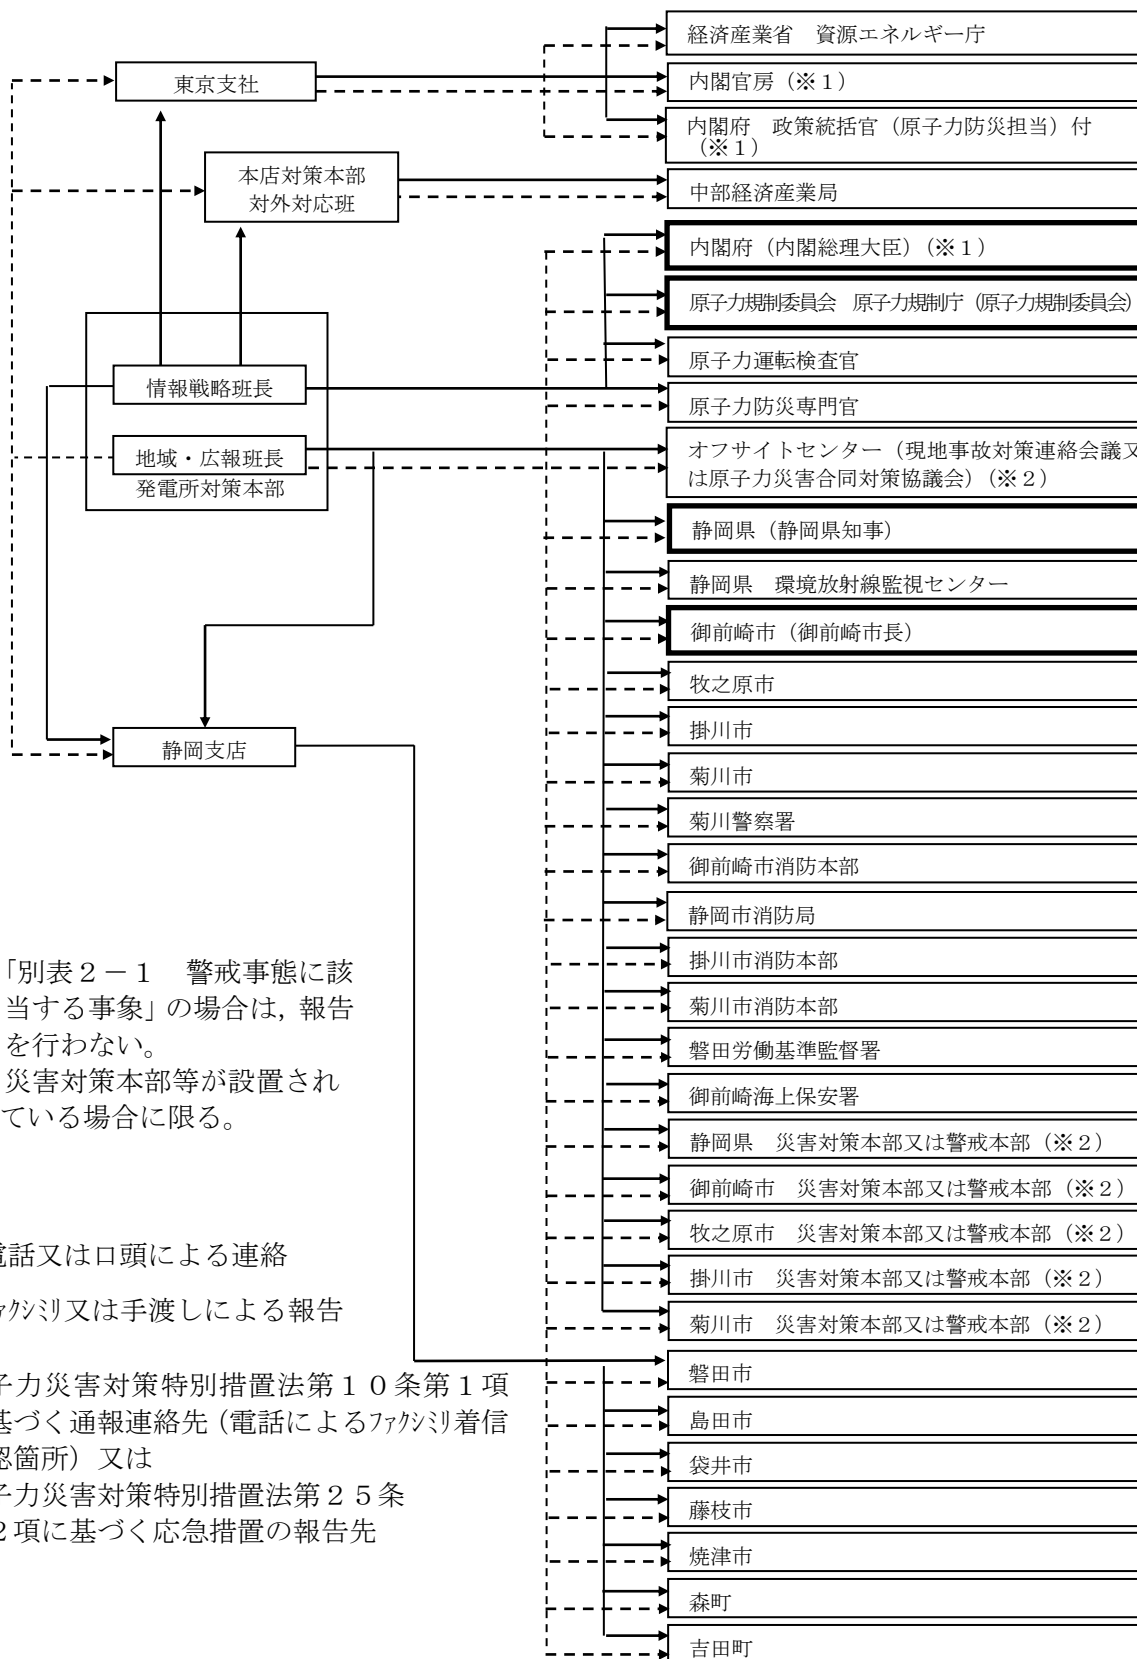 経済産業省　資源エネルギー庁
東京支社
内閣官房（※１）
内閣府　政策統括官（原子力防災担当）付
（※１）
本店対策本部
対外対応班
中部経済産業局
内閣府（内閣総理大臣）（※１）
原子力規制委員会　原子力規制庁（原子力規制委員会）
原子力運転検査官
情報戦略班長
原子力防災専門官
地域・広報班長
発電所対策本部
オフサイトセンター（現地事故対策連絡会議又
は原子力災害合同対策協議会）（※２）
静岡県（静岡県知事）
静岡県　環境放射線監視センター
御前崎市（御前崎市長）
牧之原市
掛川市
静岡支店
菊川市
菊川警察署
御前崎市消防本部
静岡市消防局
掛川市消防本部
菊川市消防本部
磐田労働基準監督署
御前崎海上保安署
静岡県　災害対策本部又は警戒本部（※２）
御前崎市　災害対策本部又は警戒本部（※２）
牧之原市　災害対策本部又は警戒本部（※２）
掛川市　災害対策本部又は警戒本部（※２）
菊川市　災害対策本部又は警戒本部（※２）
磐田市
島田市
袋井市
藤枝市
焼津市
森町
吉田町
「別表２－１　警戒事態に該
当する事象」の場合は，報告
を行わない。
災害対策本部等が設置され
ている場合に限る。
電話又は口頭による連絡
ｧｸｼﾐﾘ又は手渡しによる報告
子力災害対策特別措置法第１０条第１項
基づく通報連絡先（電話によるﾌｧｸｼﾐﾘ着信
認箇所）又は
子力災害対策特別措置法第２５条
２項に基づく応急措置の報告先